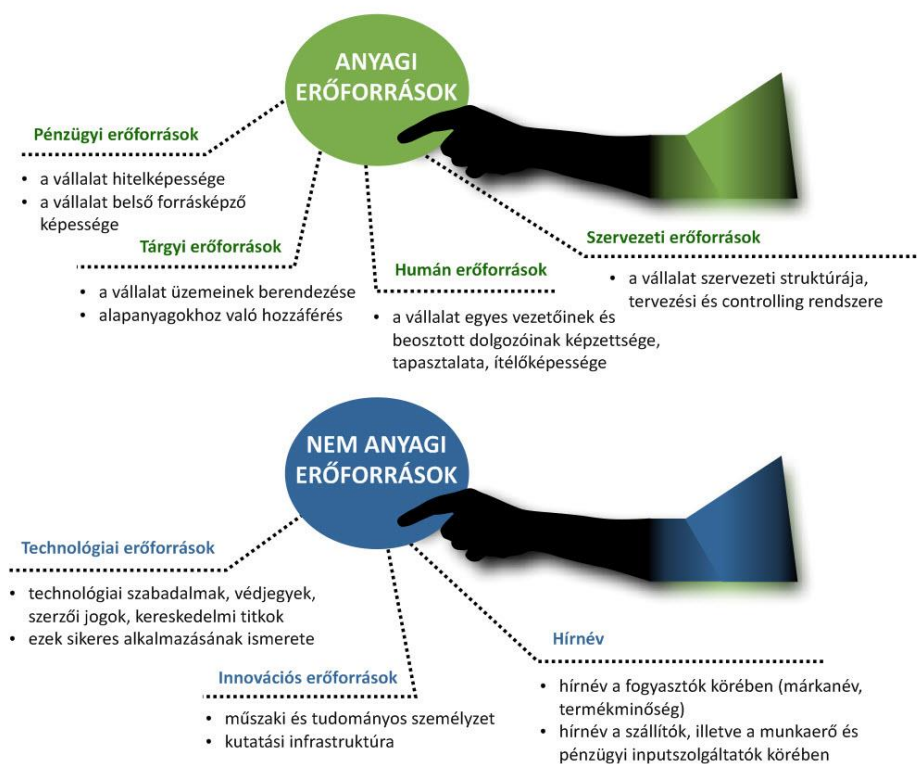 ANYAGI
ERŐFORRÁSOK
Pénzügyi erőforrások
• a vállalat hitelképessége
• a vállalat belső forrásképző
képessége
Tárgyi erőforrások
• a vállalat üzemeinek berendezése
• alapanyagokhoz való hozzáférés
Humán erőforrások
• a vállalat egyes vezetőinek és
beosztott dolgozóinak képzettsége,
tapasztalata, ítélőképessége
Szervezeti erőforrások
• a vállalat szervezeti struktúrája,
tervezési és controlling rendszere
NEM ANYAGI
ERŐFORRÁSOK
Technológiai erőforrások
• technológiai szabadalmak, védjegyek,
szerzői jogok, kereskedelmi titkok
• ezek sikeres alkalmazásának ismerete
Innovációs erőforrások
• műszaki és tudományos személyzet
• kutatási infrastruktúra
Hírnév
• hírnév a fogyasztók körében (márkanév,
termékminőség)
• hírnév a szállítók, illetve a munkaerő és
pénzügyi inputszolgáltatók körében